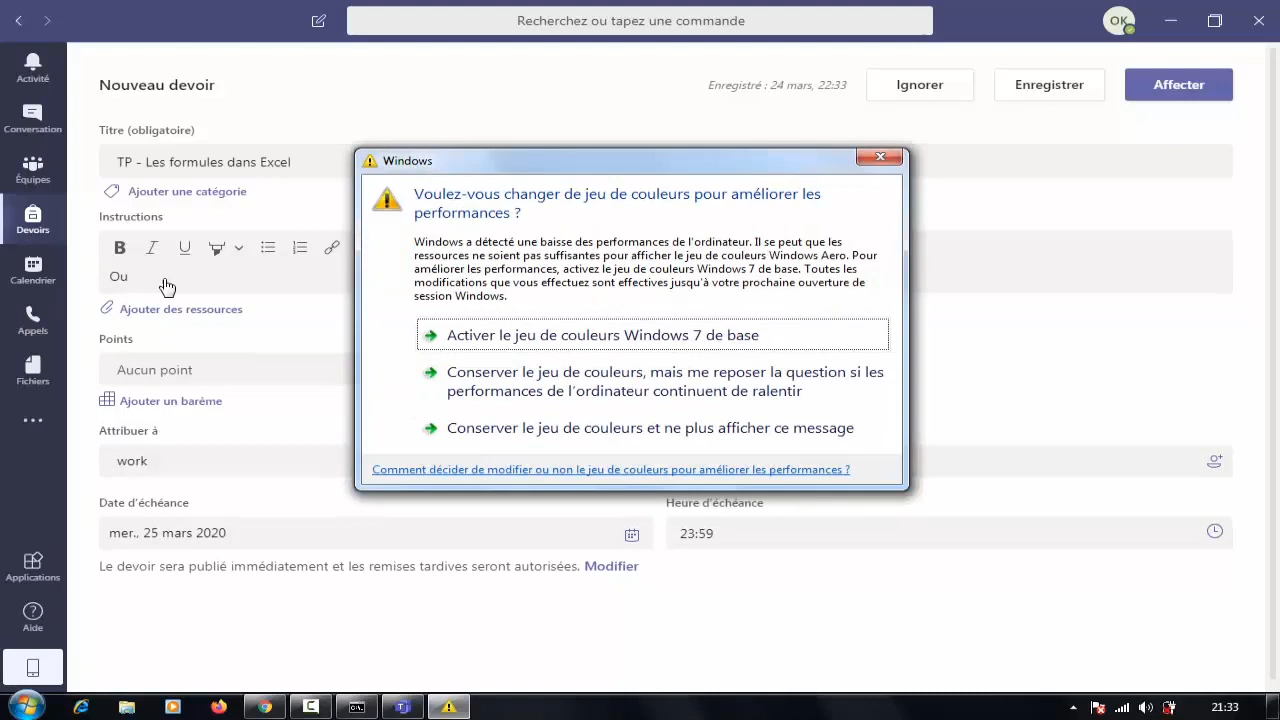 Recherchez ou tapez une commande
OK
Activité
Conversation
Équipes
Devoirs
Calendrier
Appels
Fichiers
Applications
Aide
Nouveau devoir
Enregistré : 24 mars, 22:33
Ignorer
Enregistrer
Affecter
Titre (obligatoire)
TP - Les formules dans Excel
Ajouter une catégorie
Instructions
B I U
Ou
Ajouter des ressources
Points
Aucun point
Ajouter un barème
Attribuer à
work
Date d'échéance
mer., 25 mars 2020
Heure d'échéance
23:59
Le devoir sera publié immédiatement et les remises tardives seront autorisées. Modifier
Windows
Voulez-vous changer de jeu de couleurs pour améliorer les
performances ?
Windows a détecté une baisse des performances de l'ordinateur. Il se peut que les
ressources ne soient pas suffisantes pour afficher le jeu de couleurs Windows Aero. Pour
améliorer les performances, activez le jeu de couleurs Windows 7 de base. Toutes les
modifications que vous effectuez sont effectives jusqu'à votre prochaine ouverture de
session Windows.
Activer le jeu de couleurs Windows 7 de base
Conserver le jeu de couleurs, mais me reposer la question si les
performances de l'ordinateur continuent de ralentir
Conserver le jeu de couleurs et ne plus afficher ce message
Comment décider de modifier ou non le jeu de couleurs pour améliorer les performances ?
21:33